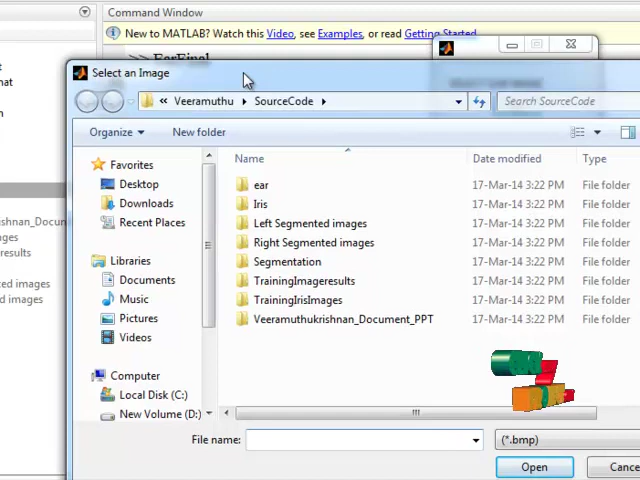 Command Window
New to MATLAB? Watch this Video, see Examples, or read Getting Started.
>> EarFinal
Select an Image
« Veeramuthu ▸ SourceCode ▸
Search SourceCode
Organize
New folder
Name
Date modified
Type
Favorites
Desktop
Downloads
Recent Places
Libraries
Documents
Music
Pictures
Videos
Computer
Local Disk (C:)
New Volume (D:)
ear 17-Mar-14 3:22 PM File folder
Iris 17-Mar-14 3:22 PM File folder
Left Segmented images 17-Mar-14 3:22 PM File folder
Right Segmented images 17-Mar-14 3:22 PM File folder
Segmentation 17-Mar-14 3:22 PM File folder
TrainingImageresults 17-Mar-14 3:22 PM File folder
TrainingIrisImages 17-Mar-14 3:22 PM File folder
Veeramuthukrishnan_Document_PPT 17-Mar-14 3:22 PM File folder
File name:
(*.bmp)
Open
Cance